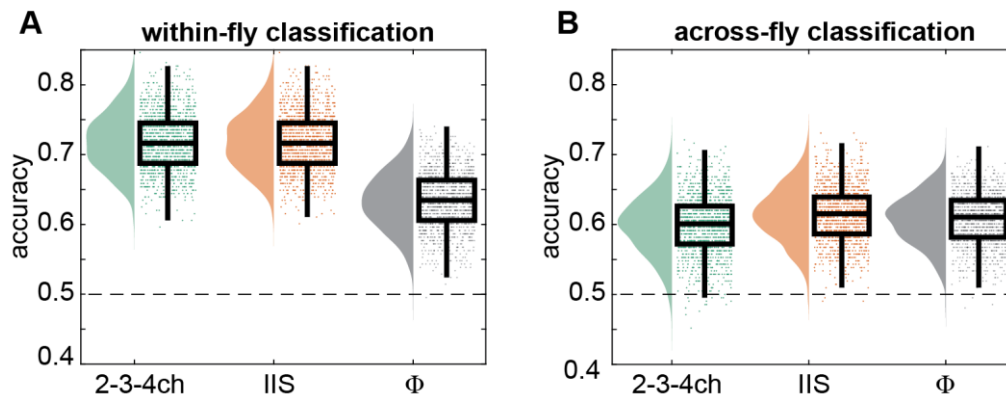 A
within-fly classification
accuracy
0.8
0.7
0.6
0.5
0.4
2-3-4ch
IIS
Φ
B
across-fly classification
accuracy
0.8
0.7
0.6
0.5
0.4
2-3-4ch
IIS
Φ